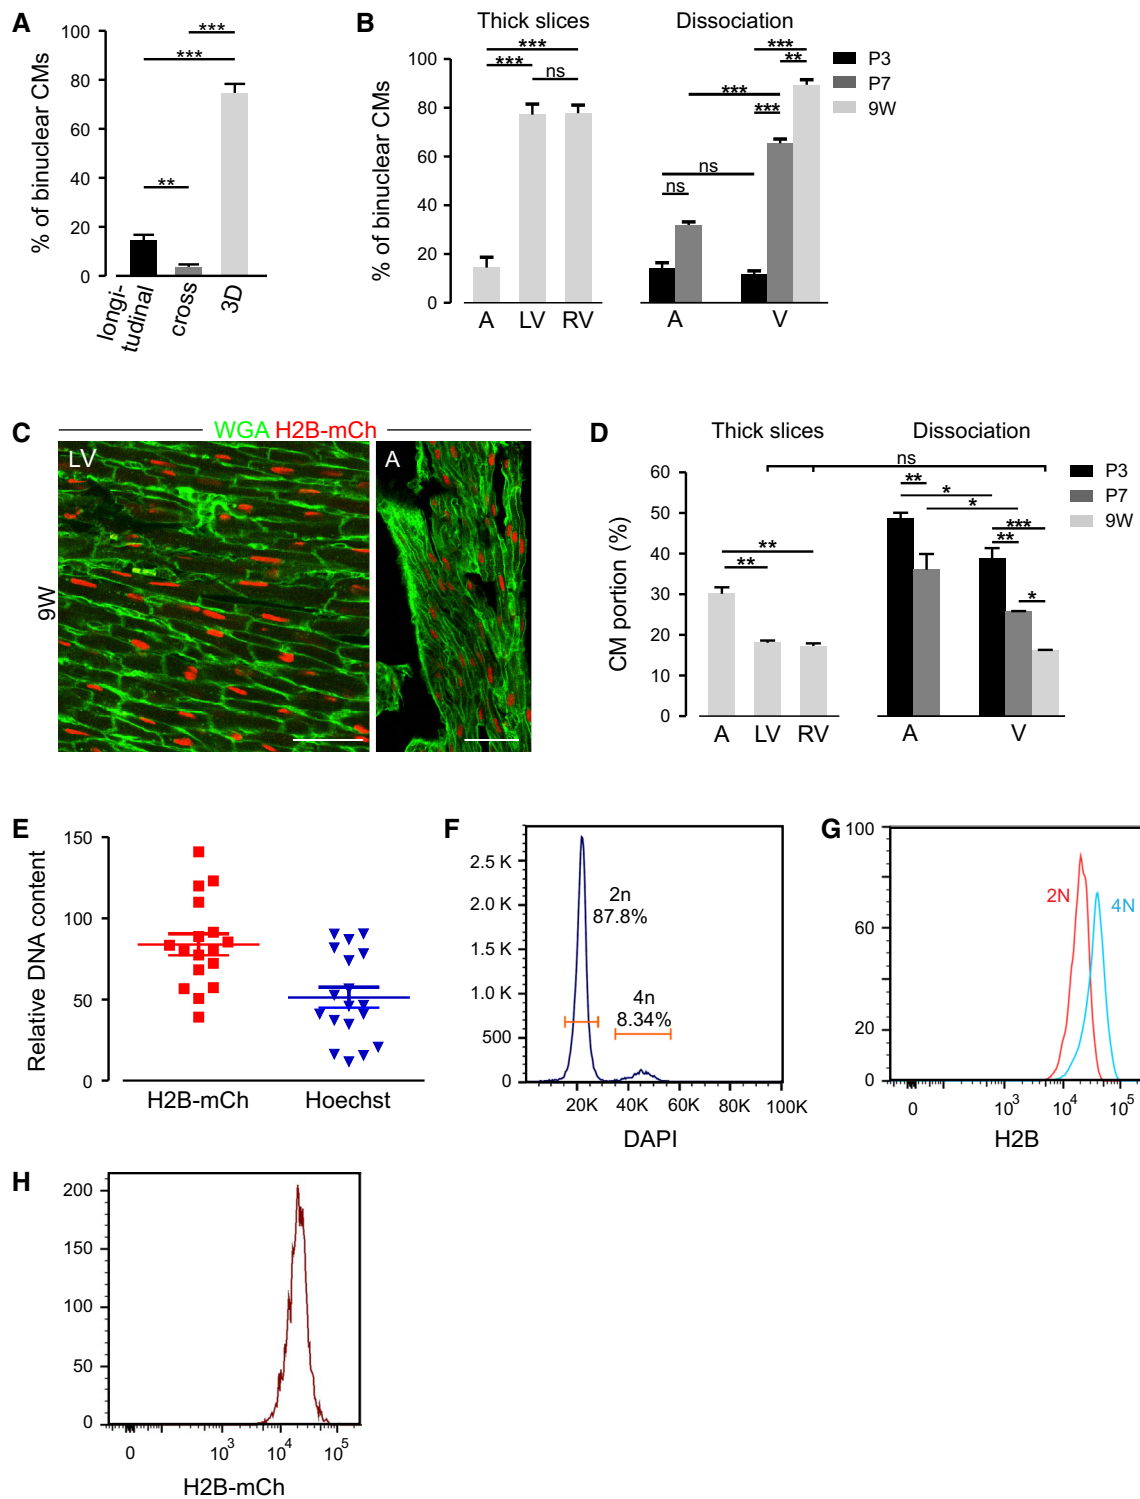 A
% of binuclear CMs
100
80
60
40
20
0
***
***
**
longi-
tudinal
cross
3D
B
Thick slices
Dissociation
% of binuclear CMs
100
80
60
40
20
0
***
***
ns
A
LV
RV
***
**
***
***
ns
ns
A
V
P3
P7
9W
C
WGA H2B-mCh
9W
LV
A
D
Thick slices
Dissociation
CM portion (%)
60
50
40
30
20
10
0
ns
**
**
A
LV
RV
**
*
*
***
**
*
A
V
P3
P7
9W
E
Relative DNA content
150
100
50
0
H2B-mCh
Hoechst
F
2.5 K
2.0 K
1.5 K
1.0 K
500
0
2n
87.8%
4n
8.34%
20K 40K 60K 80K 100K
DAPI
G
100
60
20
0
2N
4N
0 10³ 10⁴ 10⁵
H2B
H
200
150
100
50
0
0 10³ 10⁴ 10⁵
H2B-mCh